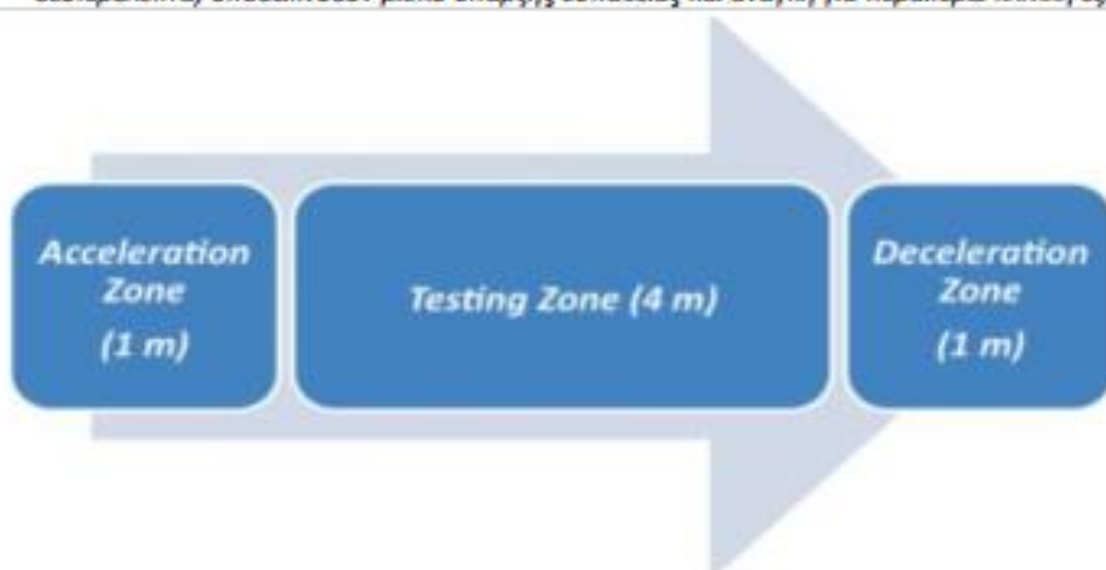 Acceleration
Zone
(1 m)
Testing Zone (4 m)
Deceleration
Zone
(1 m)